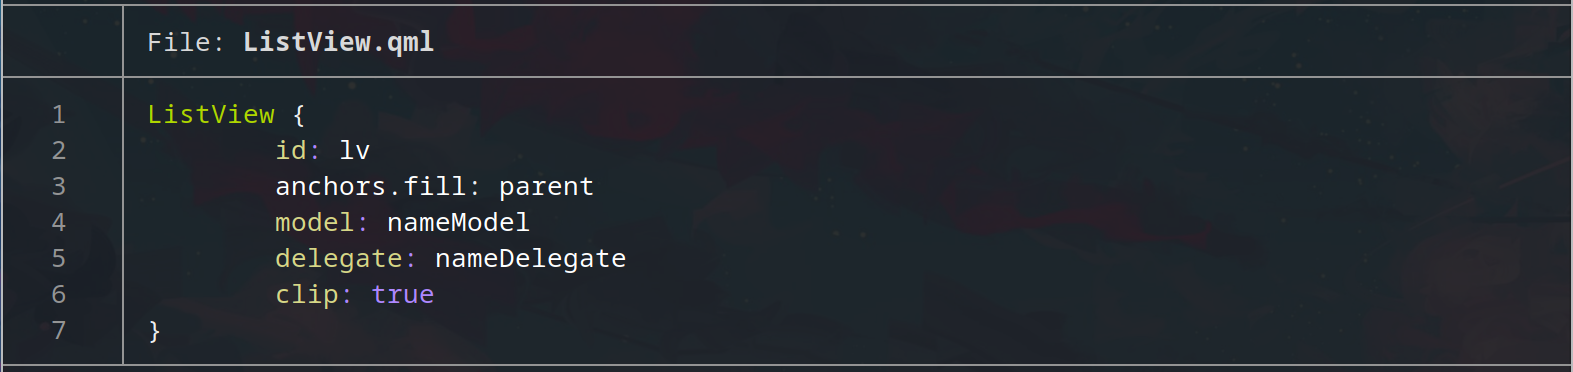 File: ListView.qml
1 ListView {
2         id: lv
3         anchors.fill: parent
4         model: nameModel
5         delegate: nameDelegate
6         clip: true
7 }